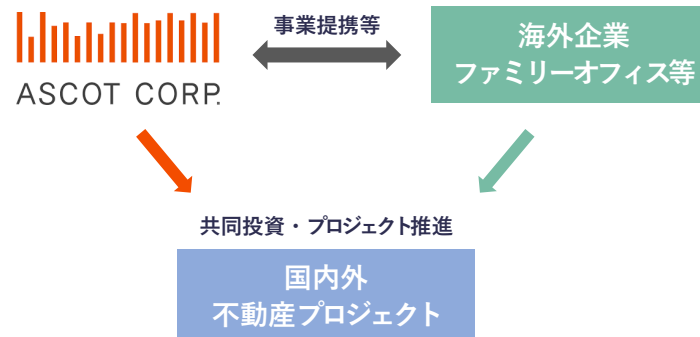 事業提携等
ASCOT CORP.
海外企業
ファミリーオフィス等
共同投資・プロジェクト推進
国内外
不動産プロジェクト